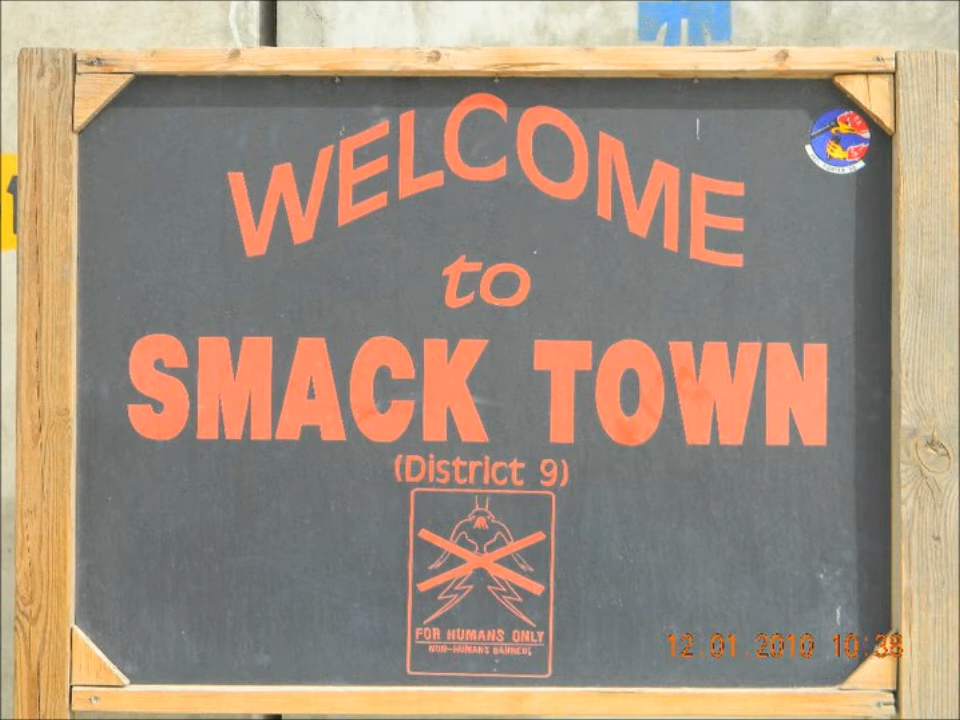 WELCOME
to
SMACK TOWN
(District 9)
FOR HUMANS ONLY
NON-HUMANS BANNED!
12.01.2010 10:38